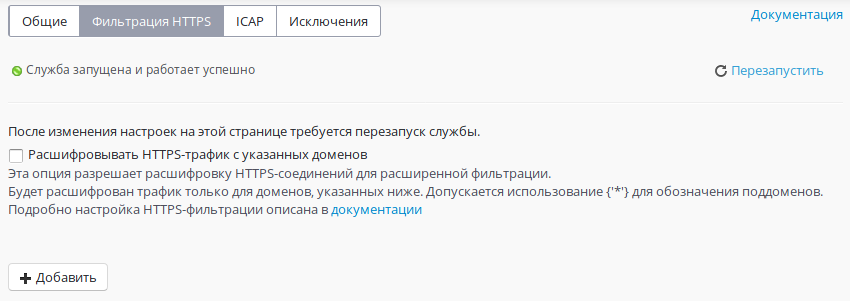 Общие Фильтрация HTTPS ICAP Исключения Документация
Служба запущена и работает успешно Перезапустить
После изменения настроек на этой странице требуется перезапуск службы.
Расшифровывать HTTPS-трафик с указанных доменов
Эта опция разрешает расшифровку HTTPS-соединений для расширенной фильтрации.
Будет расшифрован трафик только для доменов, указанных ниже. Допускается использование {'*'} для обозначения поддоменов.
Подробно настройка HTTPS-фильтрации описана в документации
Добавить